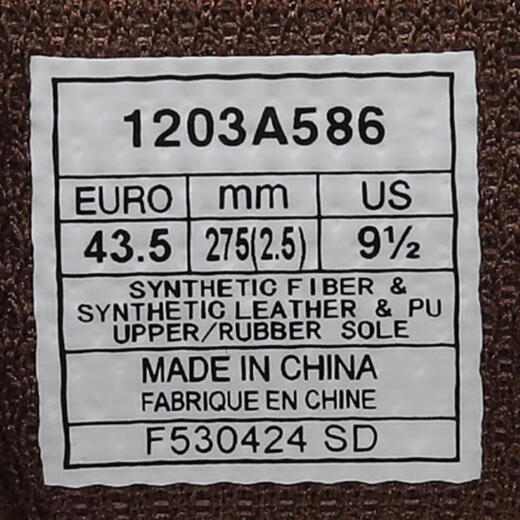 1203A586
EURO mm US
43.5 275(2.5) 9½
SYNTHETIC FIBER &
SYNTHETIC LEATHER & PU
UPPER/RUBBER SOLE
MADE IN CHINA
FABRIQUE EN CHINE
F530424 SD